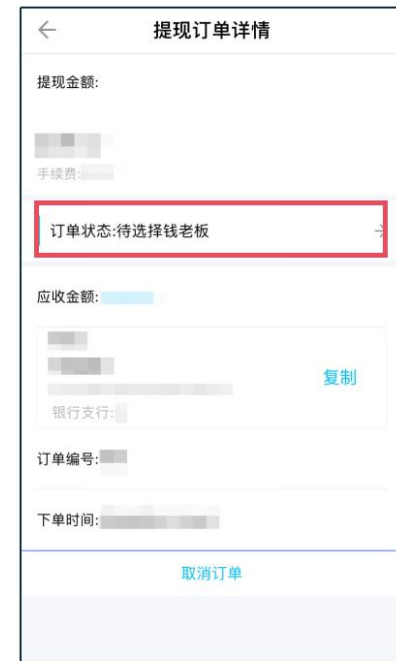 提现订单详情
提现金额:
手续费:
订单状态:待选择钱老板
应收金额:
复制
银行支行:
订单编号:
下单时间:
取消订单